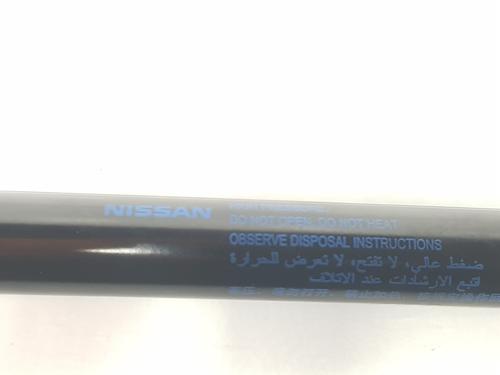 NISSAN
DO NOT OPEN, DO NOT HEAT
OBSERVE DISPOSAL INSTRUCTIONS
ضغط عالي، لا تفتح، لا تعرض للحرارة
اتبع الارشادات عند الاتلاف